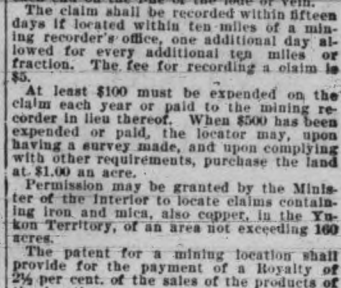 The claim shall be recorded within fifteen
days if located within ten miles of a min-
ing recorder's office, one additional day al-
lowed for every additional ten miles or
fraction. The fee for recording a claim is
$5.
At least $100 must be expended on the
claim each year or paid to the mining re-
corder in lieu thereof. When $500 has been
expended or paid, the locator may, upon
having a survey made, and upon complying
with other requirements, purchase the land
at $1.00 an acre.
Permission may be granted by the Minis-
ter of the Interior to locate claims contain-
ing iron and mica, also copper, in the Yu-
kon Territory, of an area not exceeding 160
acres.
The patent for a mining location shall
provide for the payment of a Royalty of
2½ per cent. of the sales of the products of